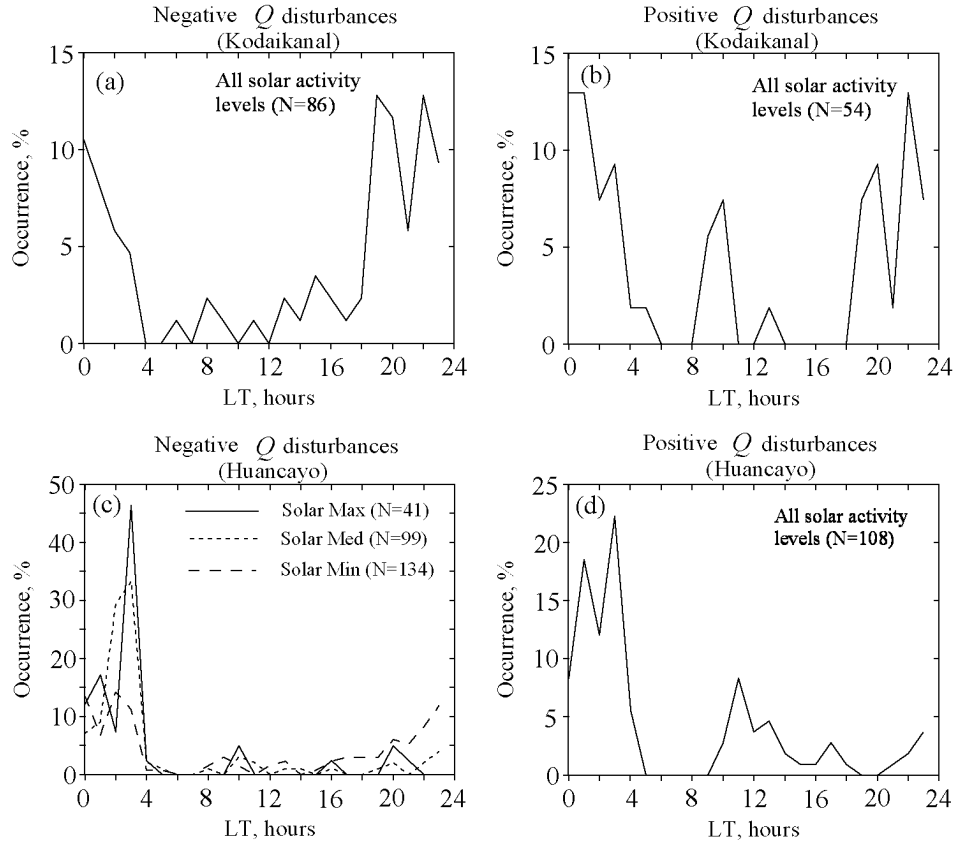 Negative Q disturbances
(Kodaikanal)
(a)
All solar activity
levels (N=86)
Occurrence, %
15
10
5
0
0 4 8 12 16 20 24
LT, hours
Positive Q disturbances
(Kodaikanal)
(b)
All solar activity
levels (N=54)
Occurrence, %
15
10
5
0
0 4 8 12 16 20 24
LT, hours
Negative Q disturbances
(Huancayo)
(c)
Solar Max (N=41)
Solar Med (N=99)
Solar Min (N=134)
Occurrence, %
50
40
30
20
10
0
0 4 8 12 16 20 24
LT, hours
Positive Q disturbances
(Huancayo)
(d)
All solar activity
levels (N=108)
Occurrence, %
25
20
15
10
5
0
0 4 8 12 16 20 24
LT, hours